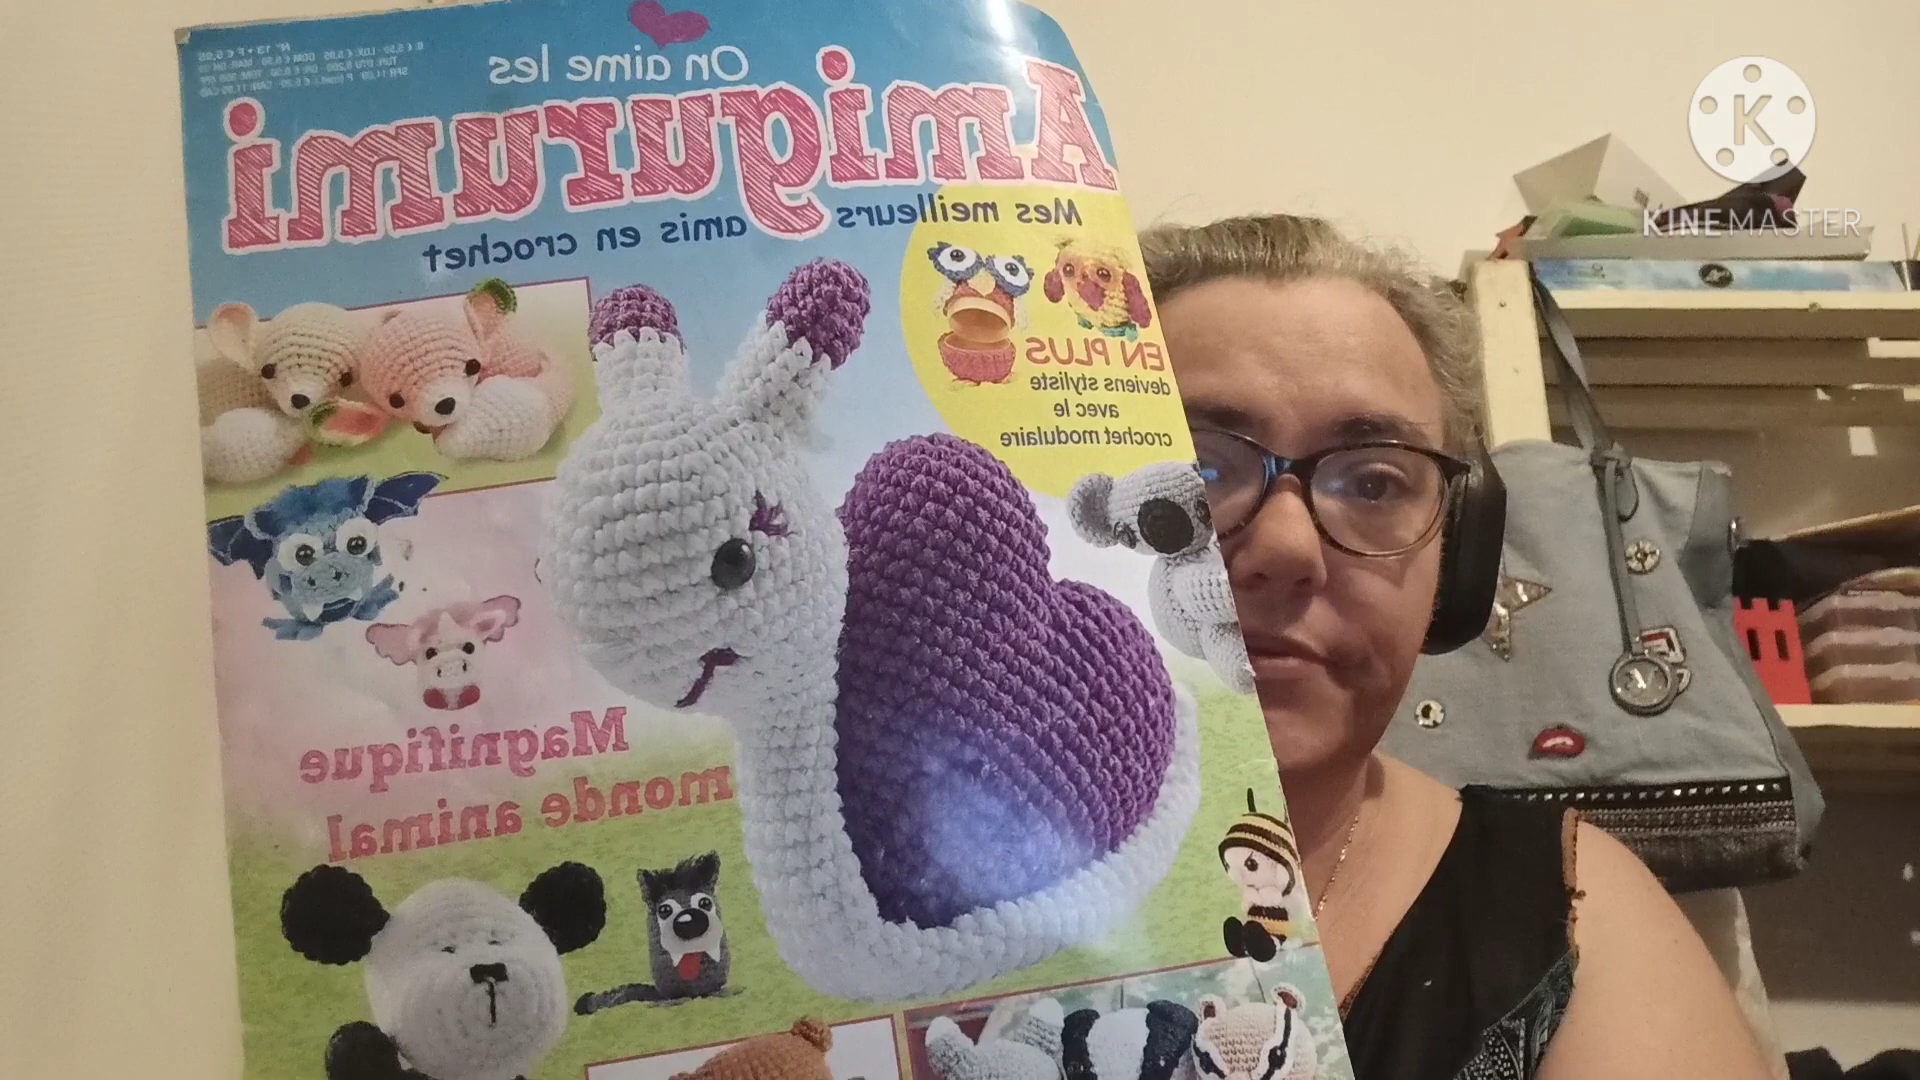 On aime les
Amigurumi
Mes meilleurs amis en crochet
EN PLUS
deviens styliste
avec le
crochet modulaire
Magnifique
monde animal
K
KINEMASTER